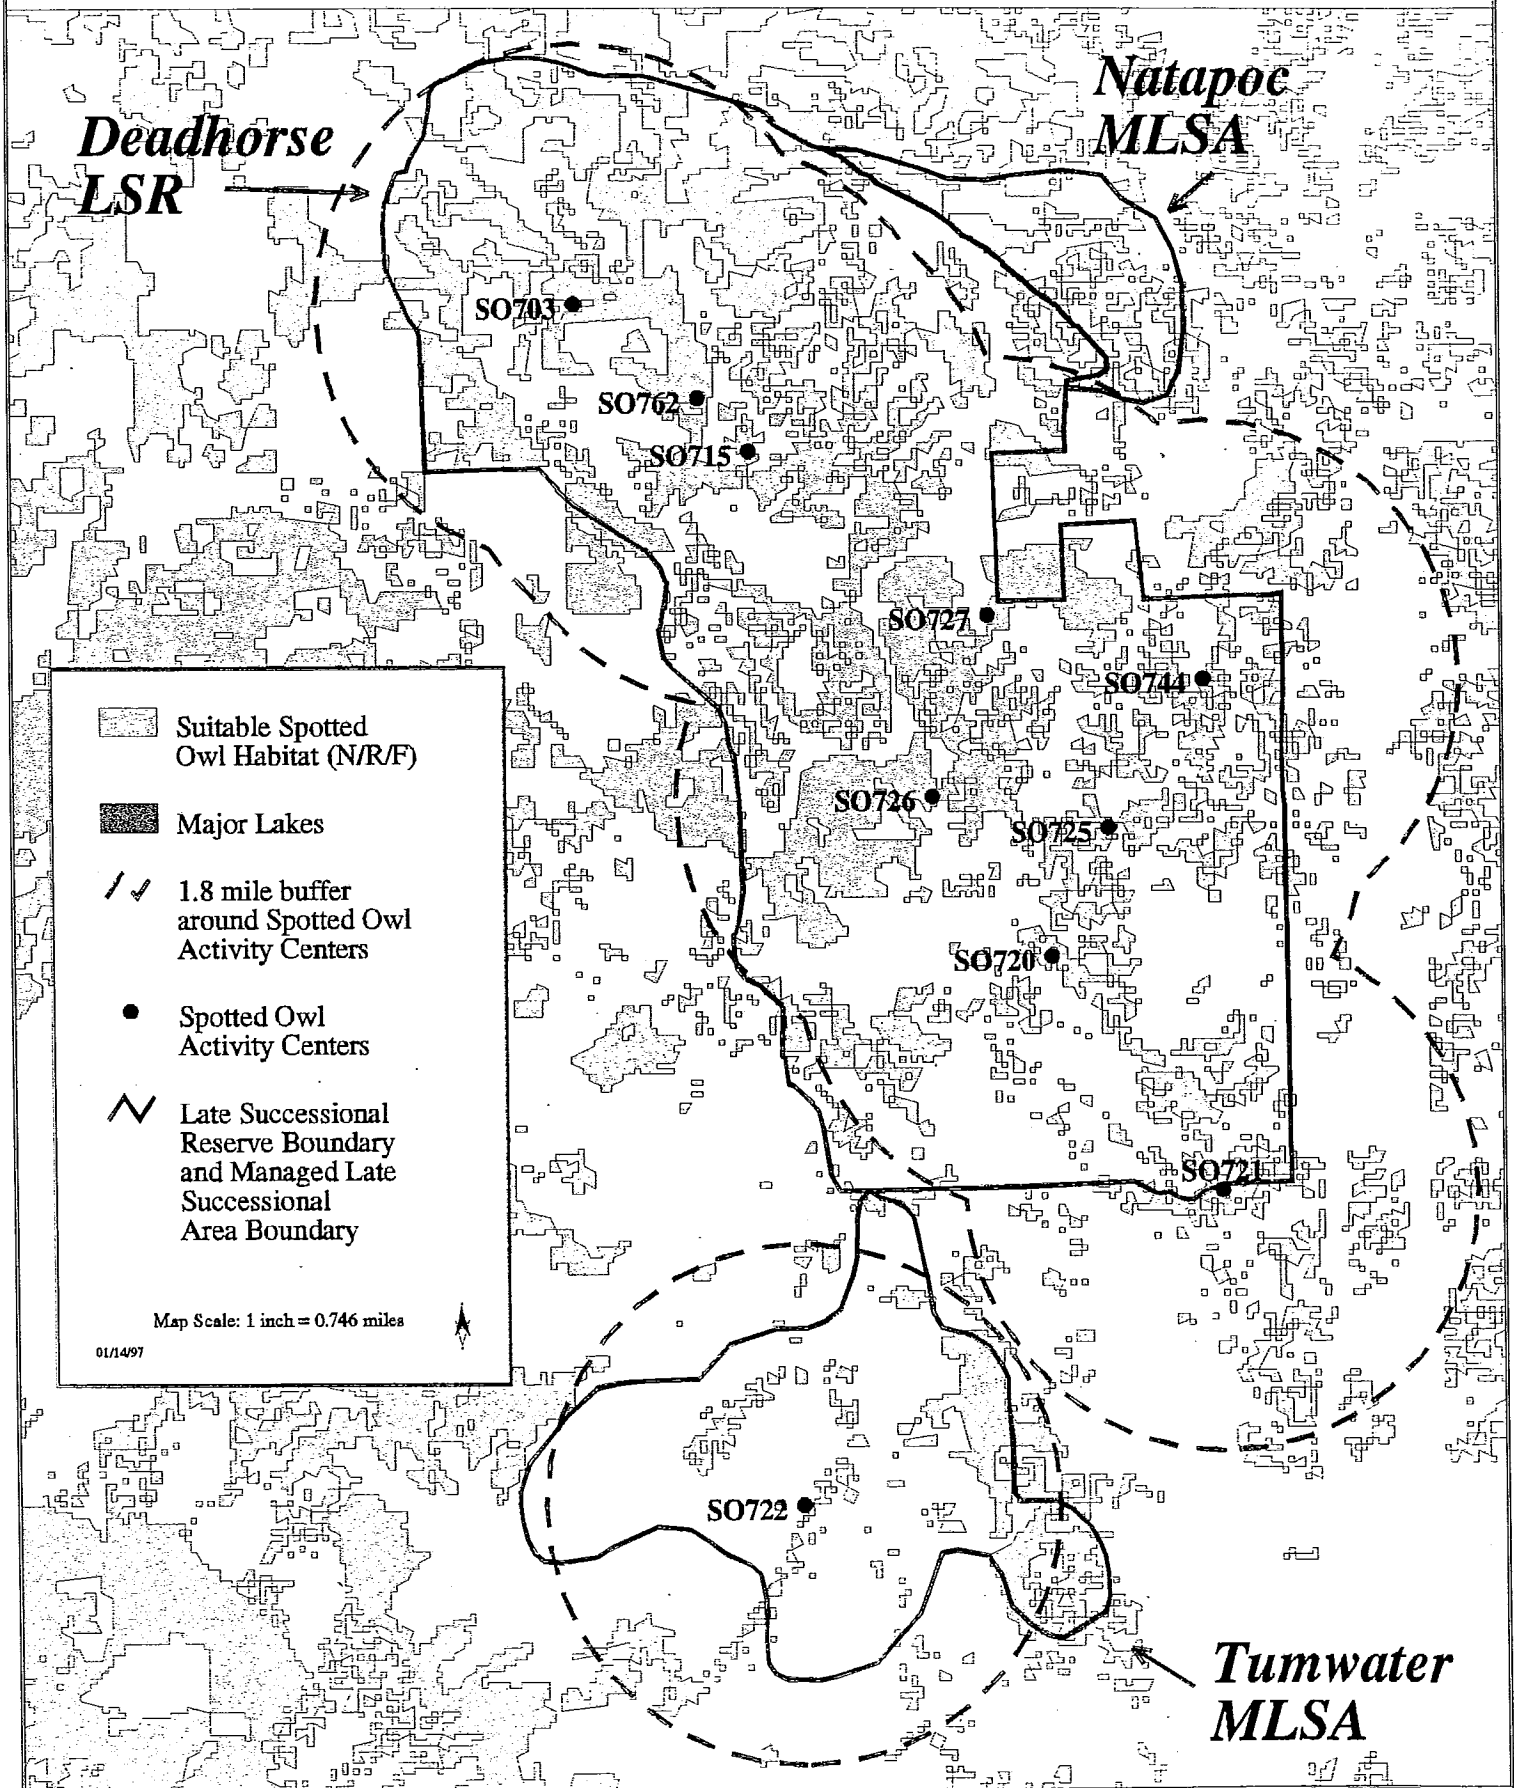 Natapoc
MLSA
Deadhorse
LSR
SO703
SO762
SO715
SO727
SO744
SO726
SO725
SO720
SO721
SO722
Suitable Spotted
Owl Habitat (N/R/F)
Major Lakes
1.8 mile buffer
around Spotted Owl
Activity Centers
Spotted Owl
Activity Centers
Late Successional
Reserve Boundary
and Managed Late
Successional
Area Boundary
Map Scale: 1 inch = 0.746 miles
01/14/97
Tumwater
MLSA